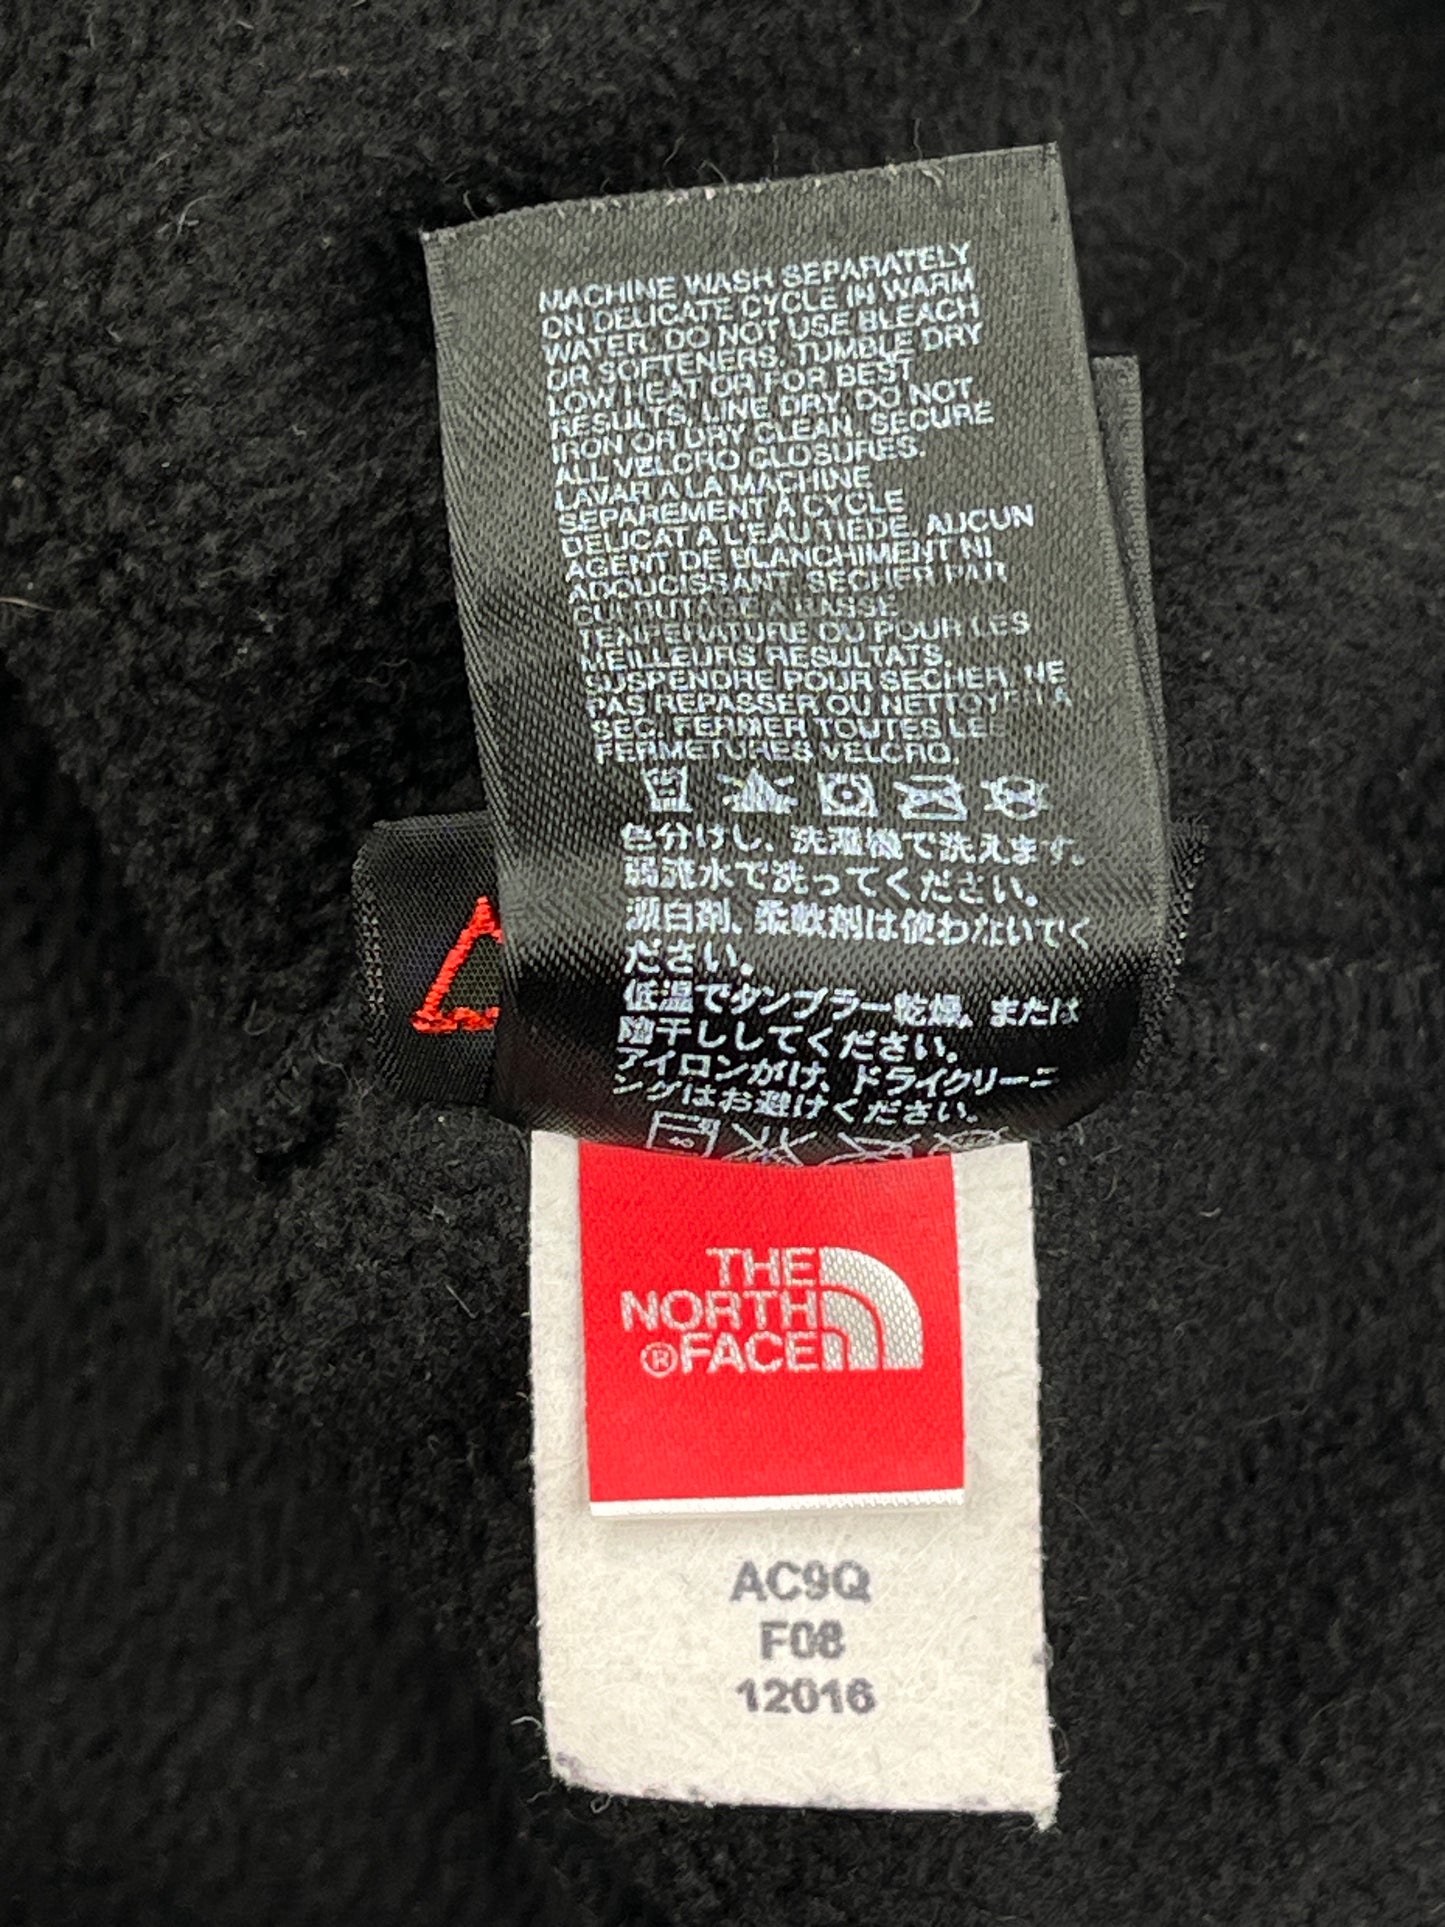 MACHINE WASH SEPARATELY
ON DELICATE CYCLE IN WARM
WATER. DO NOT USE BLEACH
OR SOFTENERS. TUMBLE DRY
LOW HEAT OR FOR BEST
RESULTS, LINE DRY. DO NOT
IRON OR DRY CLEAN. SECURE
ALL VELCRO CLOSURES.
LAVAR A LA MACHINE
SEPAREMENT À CYCLE
DELICAT A L'EAU TIEDE. AUCUN
AGENT DE BLANCHIMENT NI
ADOUCISSANT. SECHER PAR
CULBUTAGE A BASSE
TEMPERATURE OU POUR LES
MEILLEURS RESULTATS,
SUSPENDRE POUR SECHER. NE
PAS REPASSER OU NETTOYER A
SEC. FERMER TOUTES LES
FERMETURES VELCRO.
色分けし、洗濯機で洗えます。
弱流水で洗ってください。
漂白剤、柔軟剤は使わないでく
ださい。
低温でタンブラー乾燥、または
陰干ししてください。
アイロンがけ、ドライクリーニ
ングはお避けください。
40
THE
NORTH
®FACE
AC9Q
F08
12016